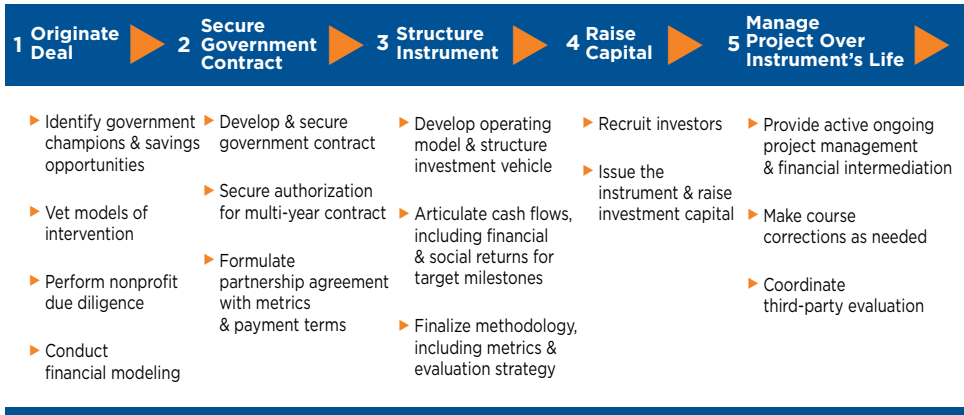 1 Originate
Deal
2 Secure
Government
Contract
3 Structure
Instrument
4 Raise
Capital
5 Manage
Project Over
Instrument's Life
Identify government
champions & savings
opportunities
Vet models of
intervention
Perform nonprofit
due diligence
Conduct
financial modeling
Develop & secure
government contract
Secure authorization
for multi-year contract
Formulate
partnership agreement
with metrics
& payment terms
Develop operating
model & structure
investment vehicle
Articulate cash flows,
including financial
& social returns for
target milestones
Finalize methodology,
including metrics &
evaluation strategy
Recruit investors
Issue the
instrument & raise
investment capital
Provide active ongoing
project management
& financial intermediation
Make course
corrections as needed
Coordinate
third-party evaluation